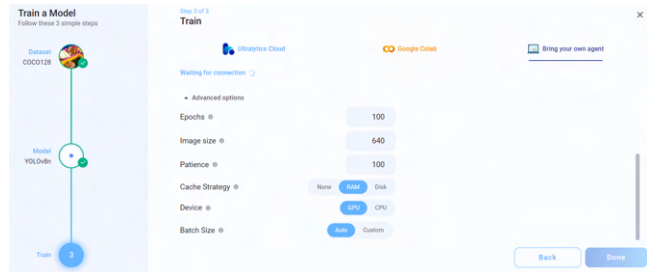 Train a Model
Follow these 3 simple steps
Dataset
COCO128
Model
YOLOv8n
Train
3
Step 3 of 3
Train
Ultralytics Cloud
Google Colab
Bring your own agent
Waiting for connection
Advanced options
Epochs 100
Image size 640
Patience 100
Cache Strategy None RAM Disk
Device GPU CPU
Batch Size Auto Custom
Back Done